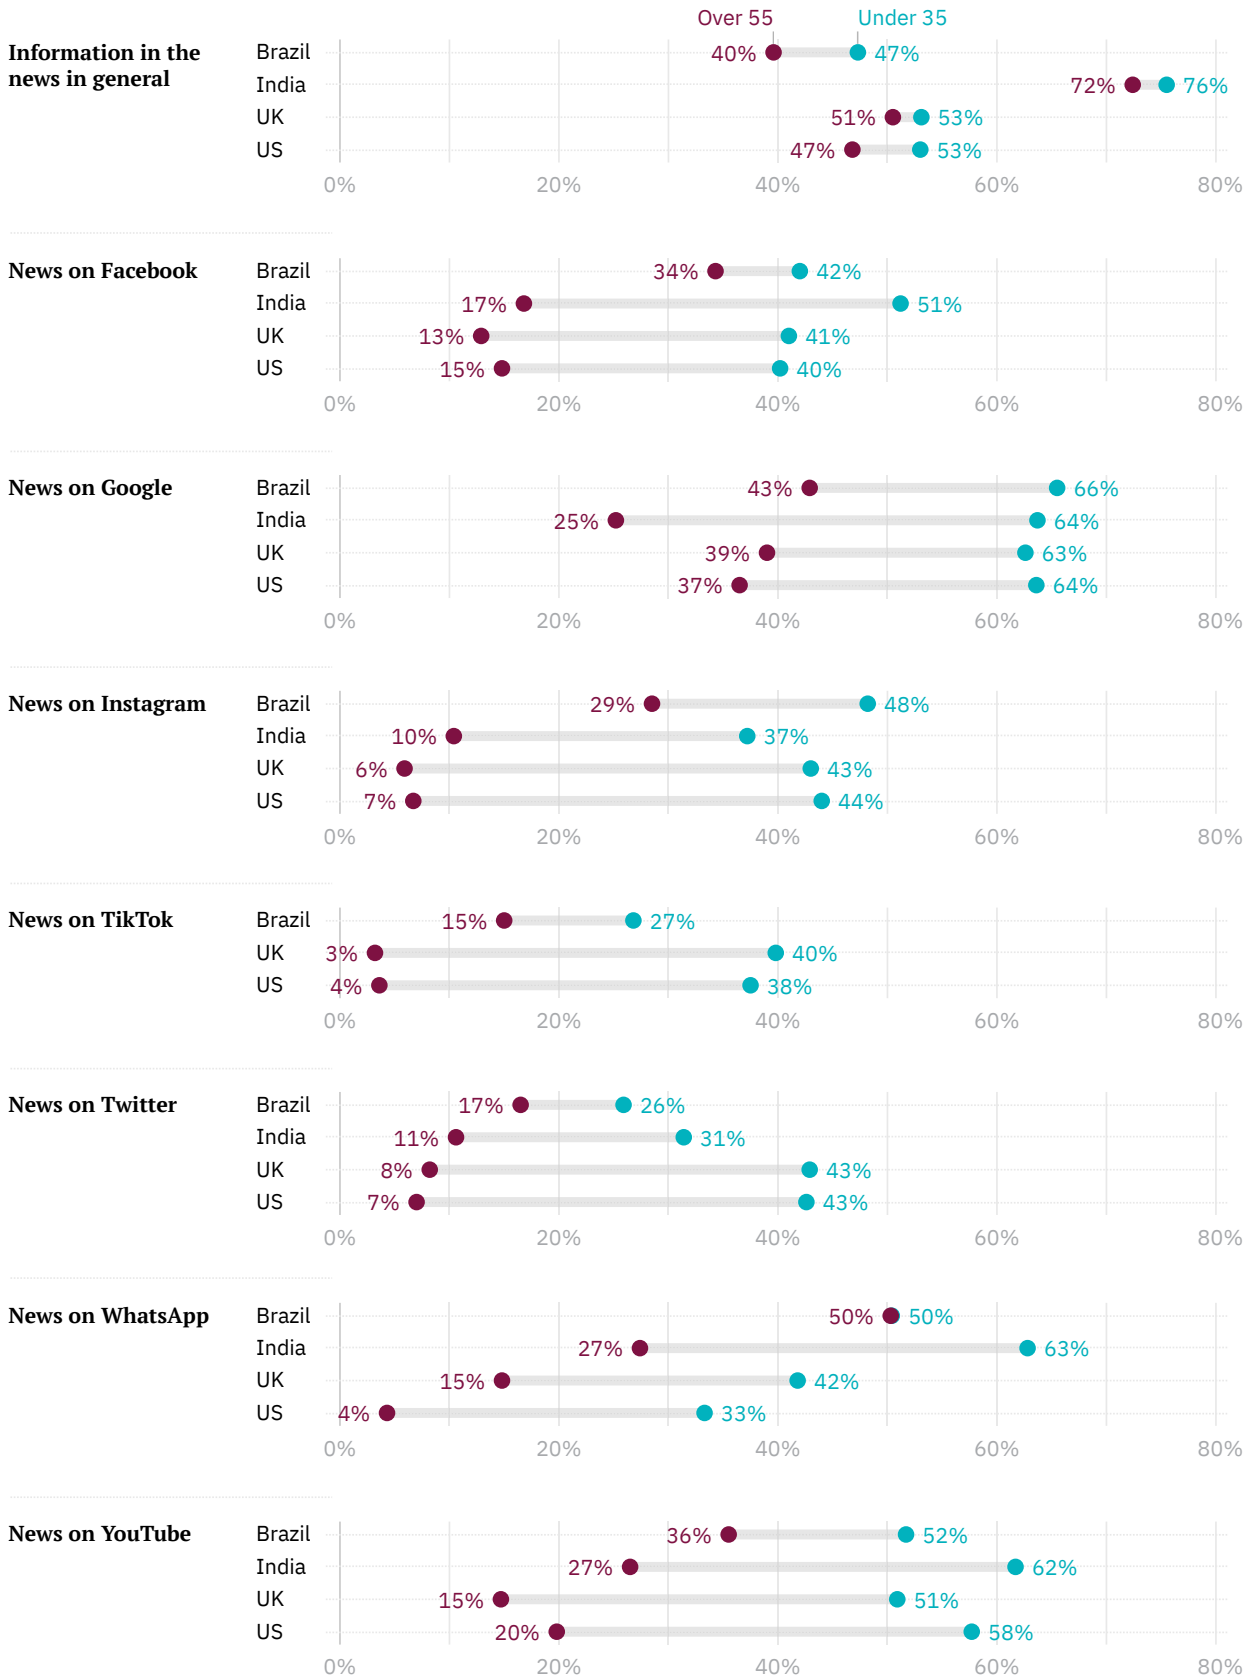 Over 55 Under 35
Information in the
news in general
Brazil 40% 47%
India 72% 76%
UK 51% 53%
US 47% 53%
0% 20% 40% 60% 80%
News on Facebook Brazil 34% 42%
India 17% 51%
UK 13% 41%
US 15% 40%
0% 20% 40% 60% 80%
News on Google Brazil 43% 66%
India 25% 64%
UK 39% 63%
US 37% 64%
0% 20% 40% 60% 80%
News on Instagram Brazil 29% 48%
India 10% 37%
UK 6% 43%
US 7% 44%
0% 20% 40% 60% 80%
News on TikTok Brazil 15% 27%
UK 3% 40%
US 4% 38%
0% 20% 40% 60% 80%
News on Twitter Brazil 17% 26%
India 11% 31%
UK 8% 43%
US 7% 43%
0% 20% 40% 60% 80%
News on WhatsApp Brazil 50% 50%
India 27% 63%
UK 15% 42%
US 4% 33%
0% 20% 40% 60% 80%
News on YouTube Brazil 36% 52%
India 27% 62%
UK 15% 51%
US 20% 58%
0% 20% 40% 60% 80%